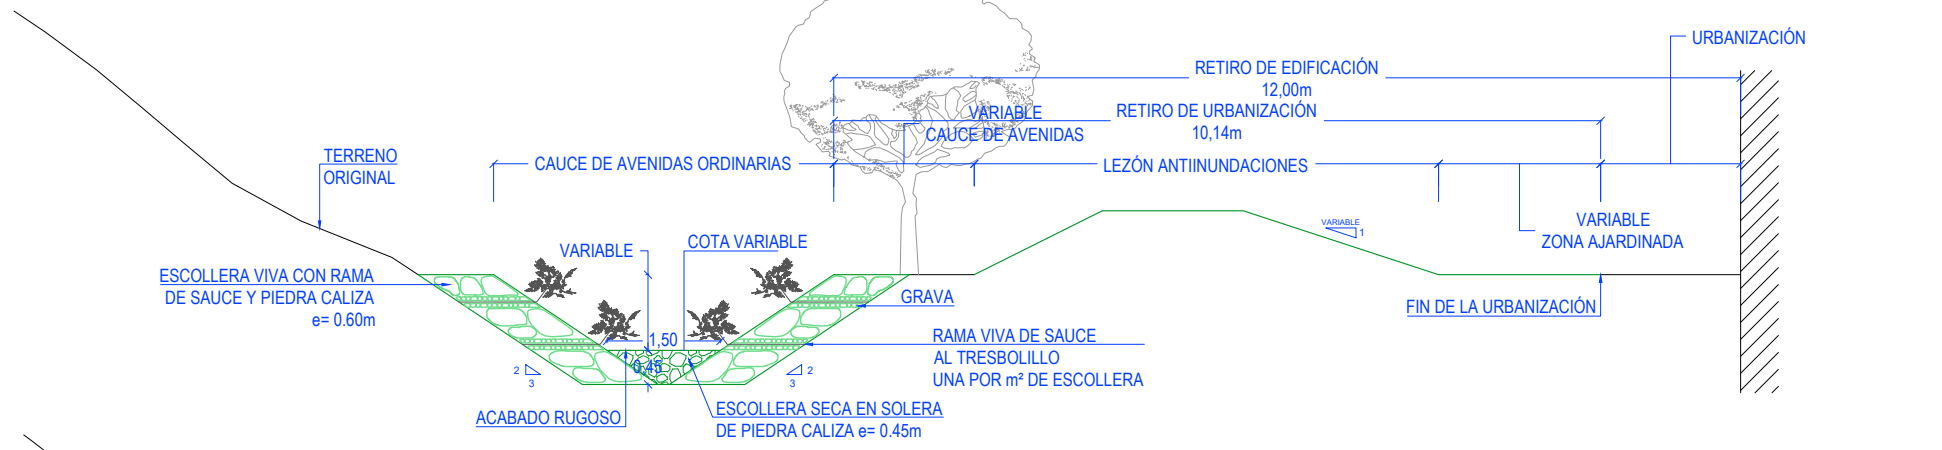 URBANIZACIÓN
RETIRO DE EDIFICACIÓN
12,00m
VARIABLE
CAUCE DE AVENIDAS
RETIRO DE URBANIZACIÓN
10,14m
TERRENO
ORIGINAL
CAUCE DE AVENIDAS ORDINARIAS
LEZÓN ANTIINUNDACIONES
VARIABLE
1
VARIABLE
ZONA AJARDINADA
VARIABLE
COTA VARIABLE
ESCOLLERA VIVA CON RAMA
DE SAUCE Y PIEDRA CALIZA
e= 0.60m
GRAVA
FIN DE LA URBANIZACIÓN
1,50
RAMA VIVA DE SAUCE
AL TRESBOLILLO
UNA POR m² DE ESCOLLERA
0.45
2
3
2
3
ACABADO RUGOSO
ESCOLLERA SECA EN SOLERA
DE PIEDRA CALIZA e= 0.45m